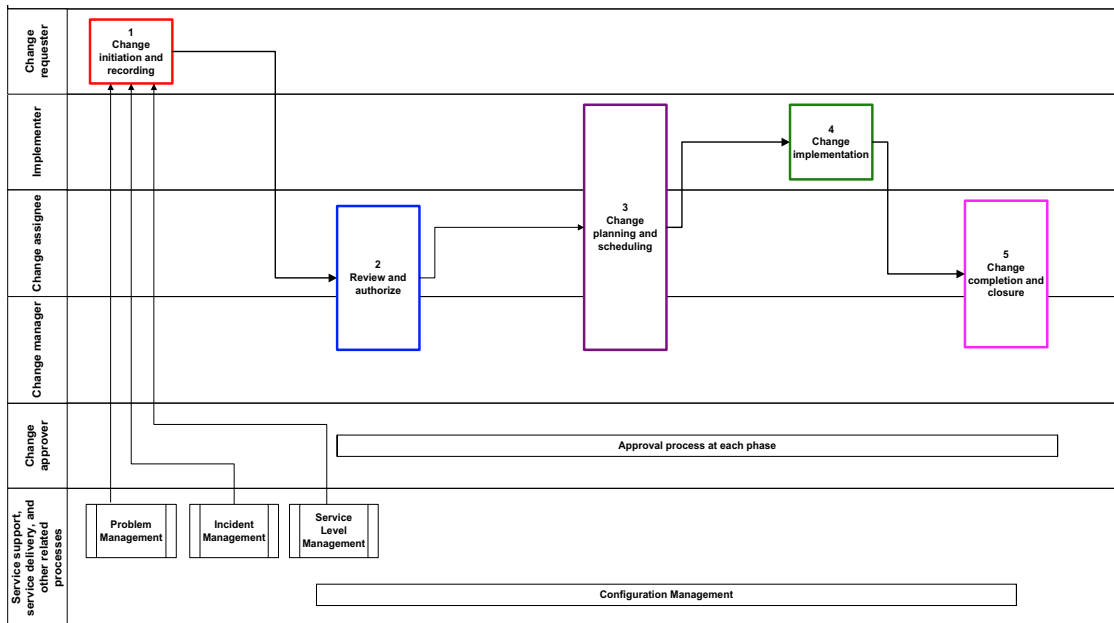 Change
requester
1
Change
initiation and
recording
Implementer
3
Change
planning and
scheduling
4
Change
implementation
Change assignee
2
Review and
authorize
5
Change
completion and
closure
Change manager
Change
approver
Approval process at each phase
Service support,
service delivery, and
other related
processes
Problem
Management
Incident
Management
Service
Level
Management
Configuration Management